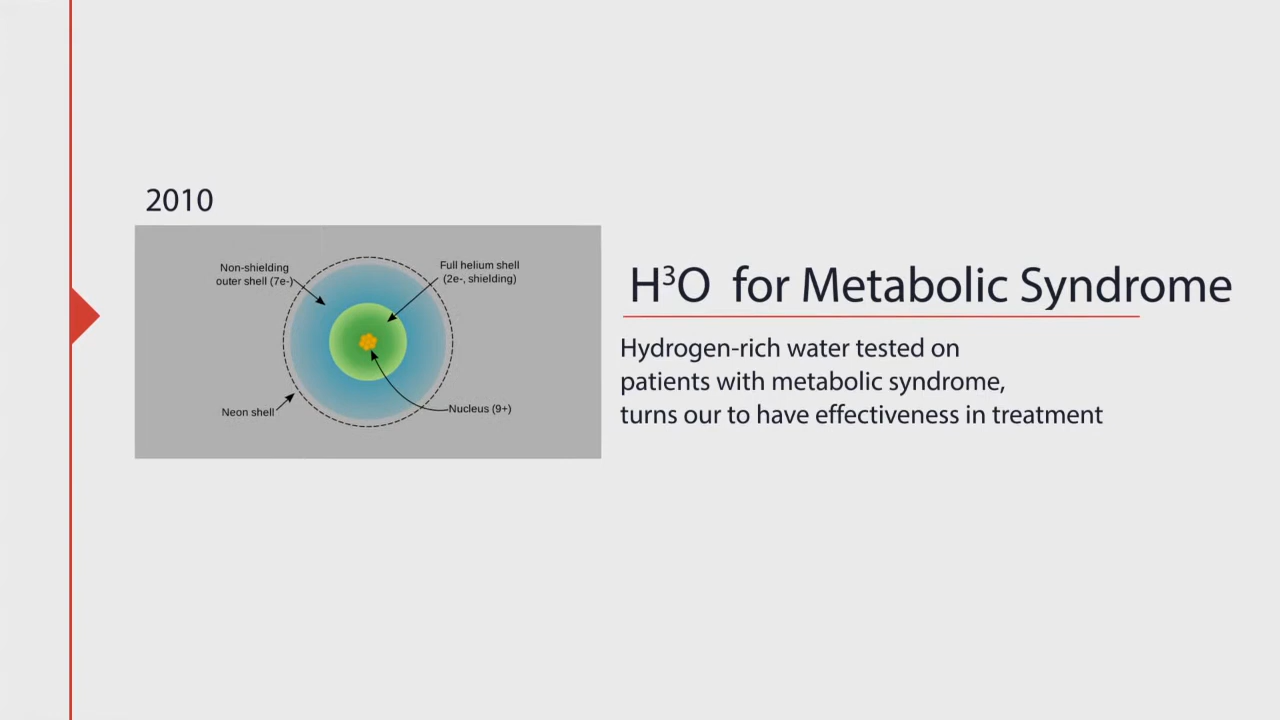 2010
Non-shielding
outer shell (7e-)
Full helium shell
(2e-, shielding)
Neon shell
Nucleus (9+)
H³O for Metabolic Syndrome
Hydrogen-rich water tested on
patients with metabolic syndrome,
turns our to have effectiveness in treatment